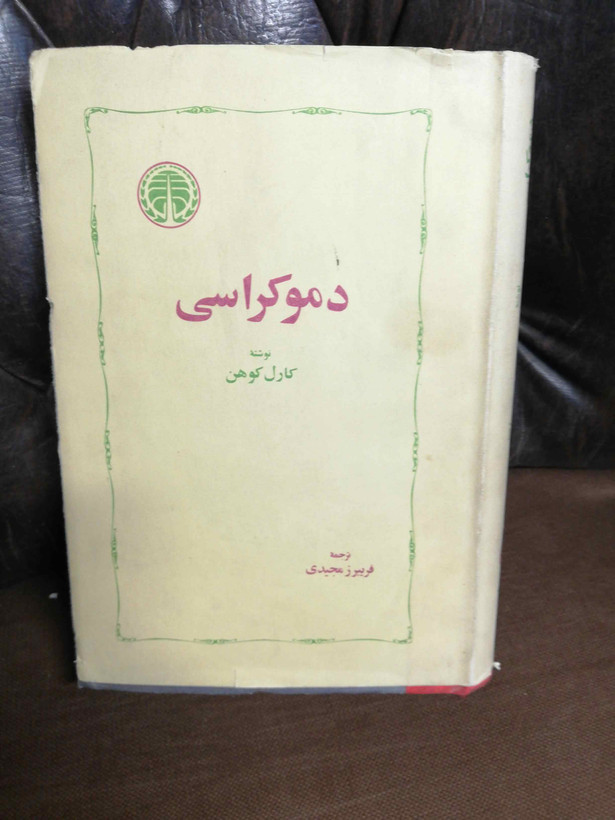 دموکراسی
نوشتهٔ
کارل کوهن
ترجمهٔ
فریبرز مجیدی